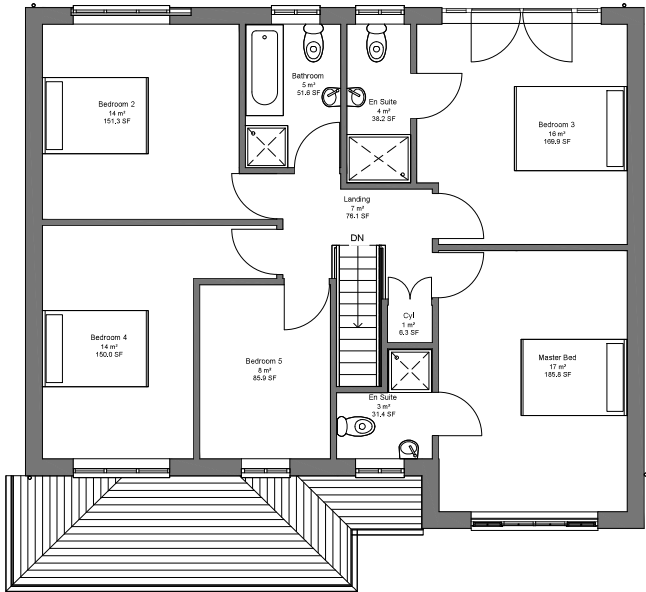 Bedroom 2
14 m²
151.3 SF
Bathroom
5 m²
51.6 SF
En Suite
4 m²
38.2 SF
Bedroom 3
16 m²
169.9 SF
Landing
7 m²
76.1 SF
DN
Cyl
1 m²
6.3 SF
Bedroom 4
14 m²
150.0 SF
Bedroom 5
8 m²
85.9 SF
Master Bed
17 m²
185.8 SF
En Suite
3 m²
31.4 SF